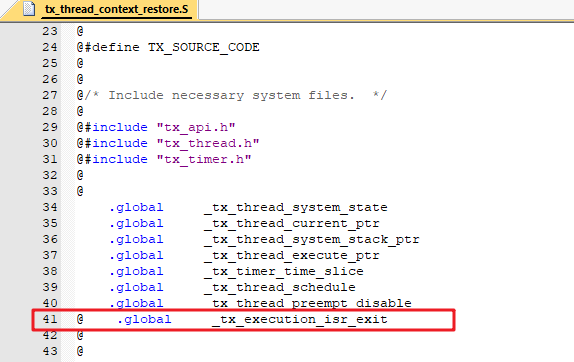 tx_thread_context_restore.S
23 @
24 @#define TX_SOURCE_CODE
25 @
26 @
27 @/* Include necessary system files.  */
28 @
29 @#include "tx_api.h"
30 @#include "tx_thread.h"
31 @#include "tx_timer.h"
32 @
33 @
34     .global     _tx_thread_system_state
35     .global     _tx_thread_current_ptr
36     .global     _tx_thread_system_stack_ptr
37     .global     _tx_thread_execute_ptr
38     .global     _tx_timer_time_slice
39     .global     _tx_thread_schedule
40     .global     _tx_thread_preempt_disable
41 @    .global     _tx_execution_isr_exit
42 @
43 @